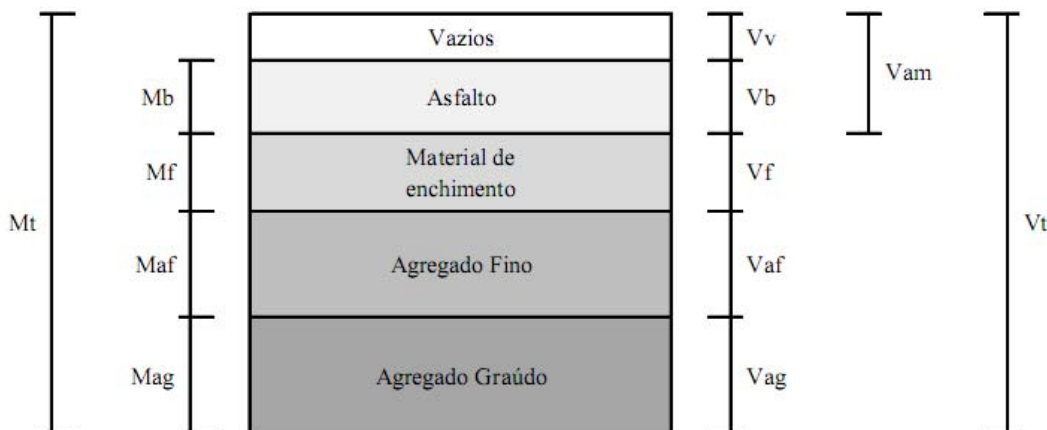 Vazios
Vv
Vam
Mb
Asfalto
Vb
Mf
Material de
enchimento
Vf
Mt
Vt
Maf
Agregado Fino
Vaf
Mag
Agregado Graúdo
Vag